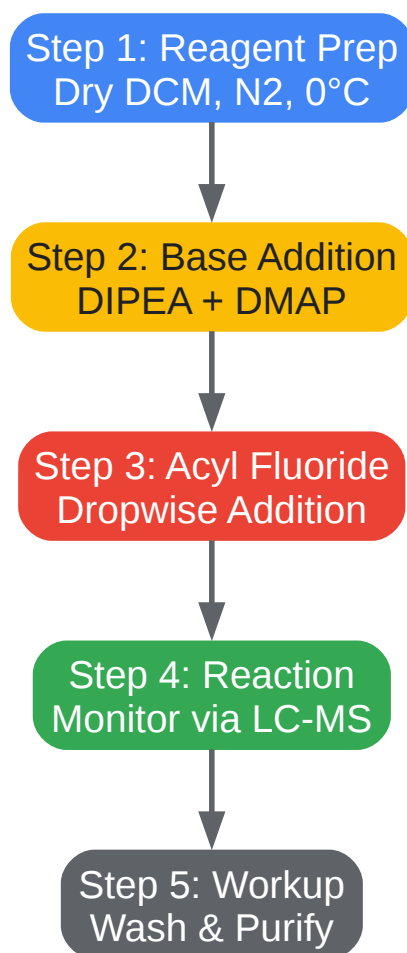 Step 1: Reagent Prep
Dry DCM, N2, 0°C
Step 2: Base Addition
DIPEA + DMAP
Step 3: Acyl Fluoride
Dropwise Addition
Step 4: Reaction
Monitor via LC-MS
Step 5: Workup
Wash & Purify